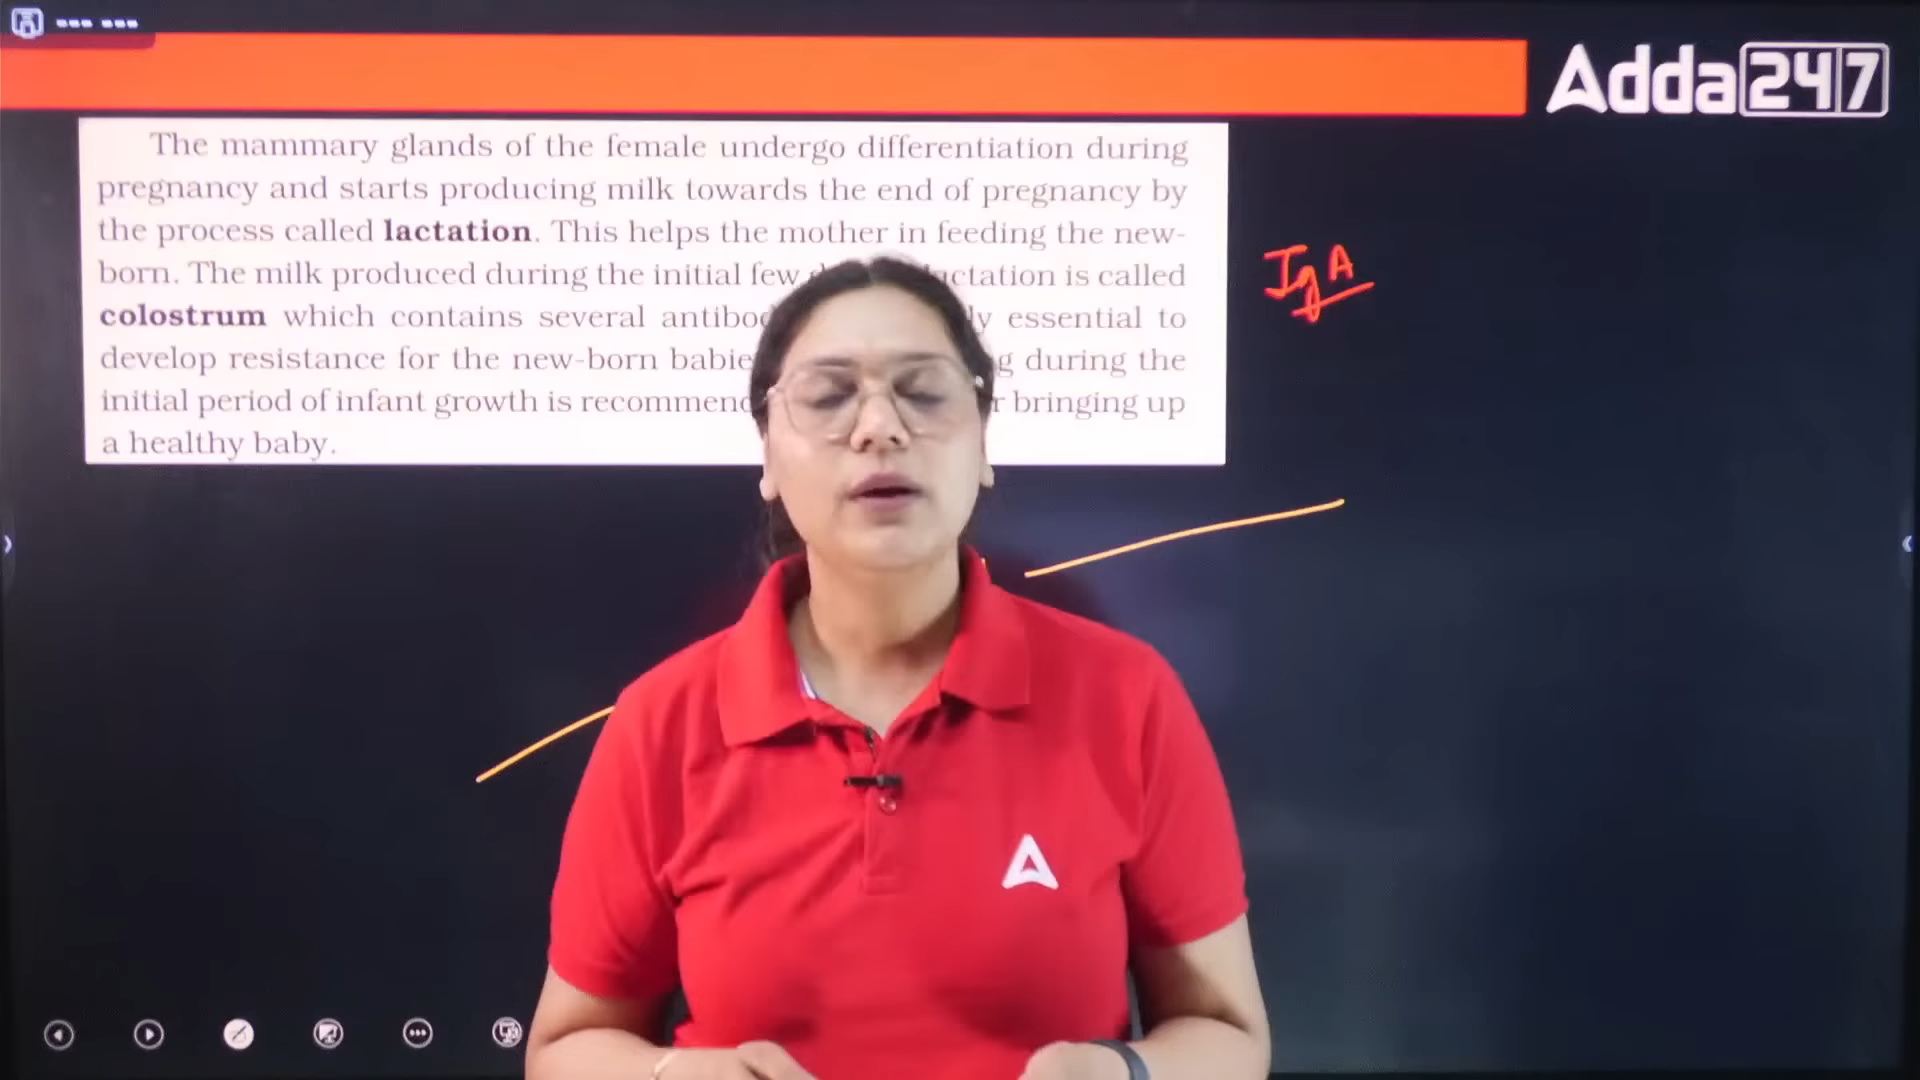 Adda247
The mammary glands of the female undergo differentiation during
pregnancy and starts producing milk towards the end of pregnancy by
the process called lactation. This helps the mother in feeding the new-
born. The milk produced during the initial few lactation is called
colostrum which contains several essential to
develop resistance for the new-born during the
initial period of infant growth is bringing up
a healthy baby.
IgA